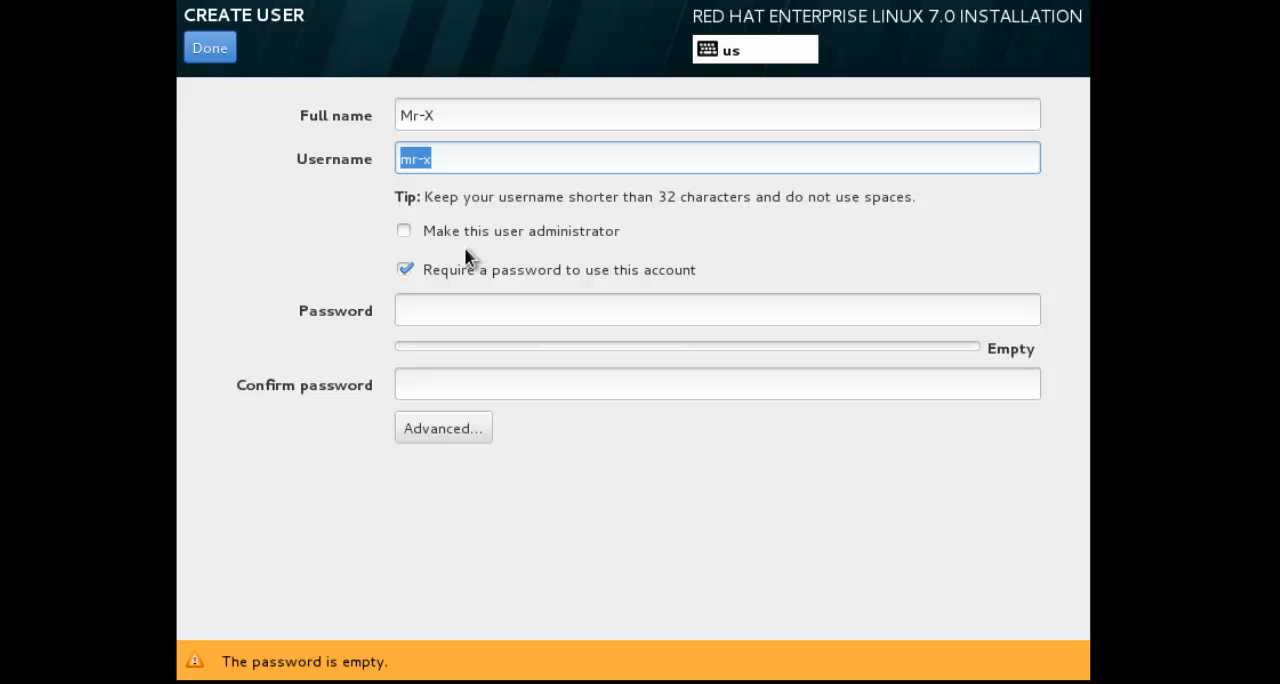 CREATE USER
RED HAT ENTERPRISE LINUX 7.0 INSTALLATION
Done
us
Full name
Mr-X
Username
mr-x
Tip: Keep your username shorter than 32 characters and do not use spaces.
Make this user administrator
Require a password to use this account
Password
Empty
Confirm password
Advanced...
The password is empty.